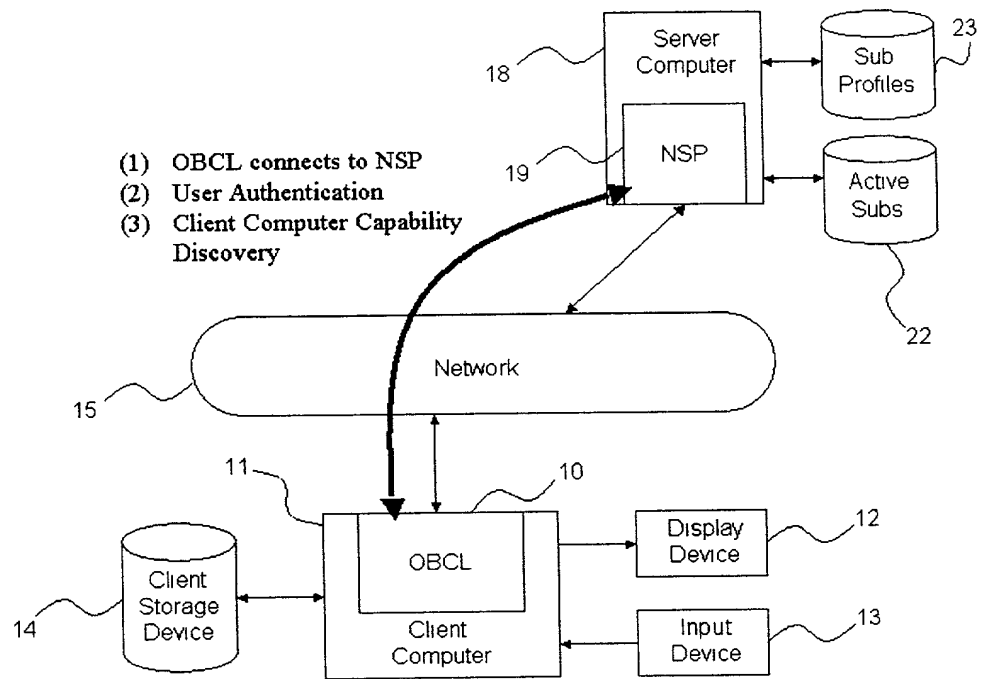 23
18
Server
Computer
Sub
Profiles
(1) OBCL connects to NSP
(2) User Authentication
(3) Client Computer Capability
Discovery
19
NSP
Active
Subs
22
Network
15
11
10
12
OBCL
Display
Device
Client
Storage
Device
14
Client
Computer
Input
Device
13